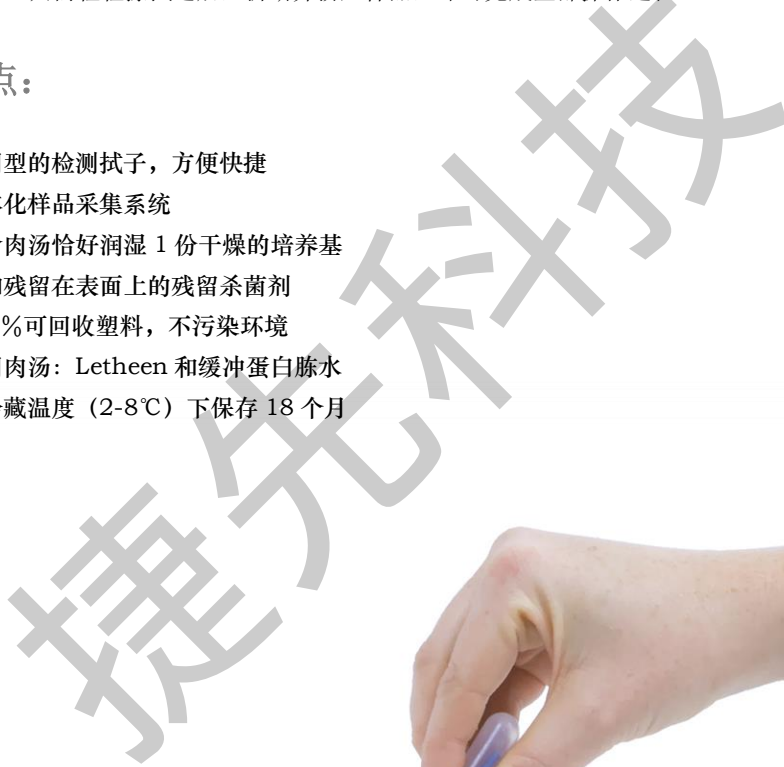 点：
型的检测拭子，方便快捷
化样品采集系统
肉汤恰好润湿 1 份干燥的培养基
残留在表面上的残留杀菌剂
%可回收塑料，不污染环境
肉汤：Letheen 和缓冲蛋白胨水
藏温度（2-8℃）下保存 18 个月
捷先科技